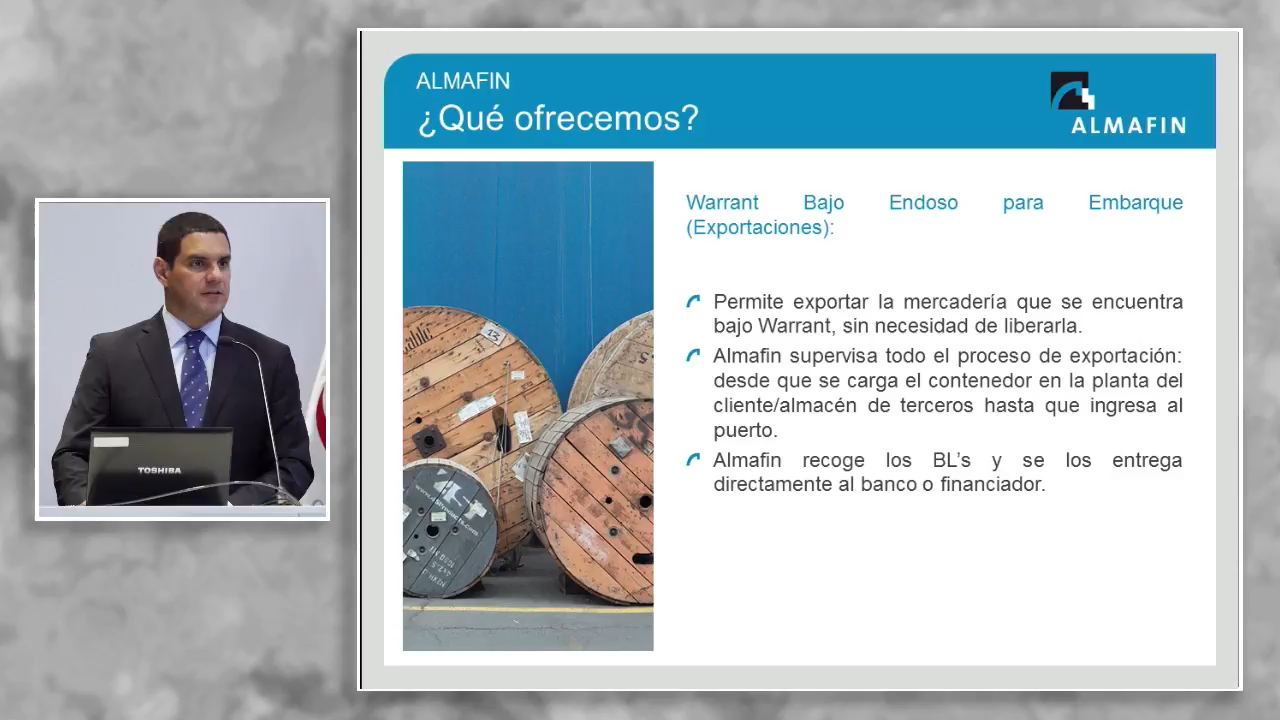 ALMAFIN
¿Qué ofrecemos?
ALMAFIN
Warrant Bajo Endoso para Embarque
(Exportaciones):
Permite exportar la mercadería que se encuentra
bajo Warrant, sin necesidad de liberarla.
Almafin supervisa todo el proceso de exportación:
desde que se carga el contenedor en la planta del
cliente/almacén de terceros hasta que ingresa al
puerto.
Almafin recoge los BL’s y se los entrega
directamente al banco o financiador.
TOSHIBA
13